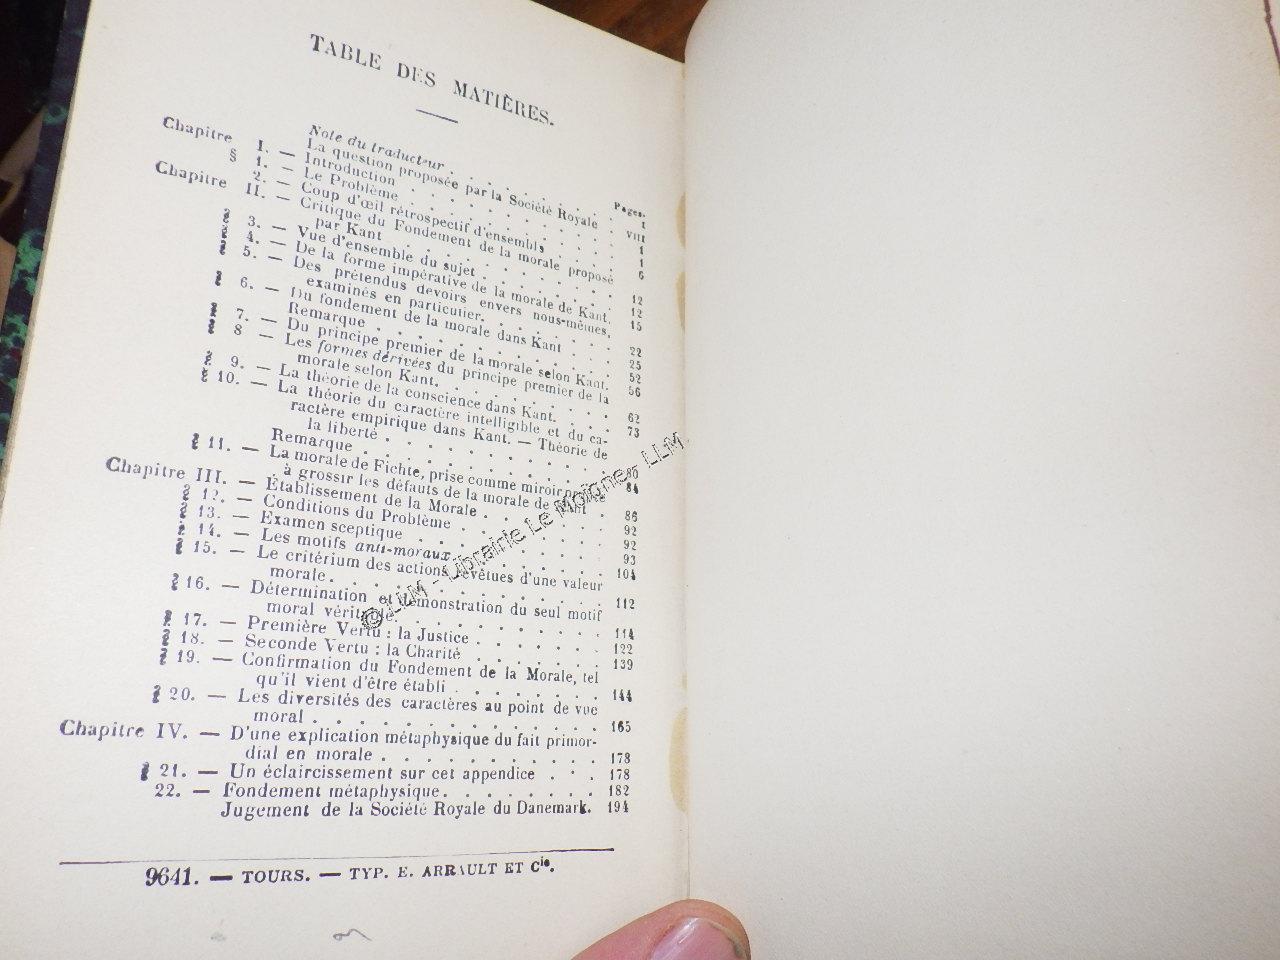 TABLE DES MATIÈRES.
Pages.
Note du traducteur . . . . . . . . I
La question proposée par la Société Royale . VIII
Chapitre I. — Introduction . . . . . . . . . 1
§ 1. — Le Problème . . . . . . . . . 1
2. — Coup d'œil rétrospectif d'ensembls . . . . 6
Chapitre II. — Critique du Fondement de la morale proposé
par Kant . . . . . . . . . 12
§ 3. — Vue d'ensemble du sujet . . . . . . . 12
§ 4. — De la forme impérative de la morale de Kant. 15
§ 5. — Des prétendus devoirs envers nous-mêmes,
examinés en particulier. . . . . . . 22
§ 6. — Du fondement de la morale dans Kant . . . 25
Remarque . . . . . . . . . . 52
§ 7. — Du principe premier de la morale selon Kant. 56
§ 8 — Les formes dérivées du principe premier de la
morale selon Kant. . . . . . . . . 62
§ 9. — La théorie de la conscience dans Kant. . . . 73
§ 10. — La théorie du caractère intelligible et du ca-
ractère empirique dans Kant. — Théorie de
la liberté . . . . . . . . . . 80
Remarque . . . . . . . . . . 84
§ 11. — La morale de Fichte, prise comme miroir
à grossir les défauts de la morale de . 86
Chapitre III. — Établissement de la Morale . . . . . . 92
§ 12. — Conditions du Problème . . . . . . . 92
§ 13. — Examen sceptique . . . . . . . . 93
§ 14. — Les motifs anti-moraux . . . . . . . 104
§ 15. — Le critérium des actions revêtues d'une valeur
morale. . . . . . . . . . . 112
§ 16. — Détermination et démonstration du seul motif
moral véritable. . . . . . . . . 114
§ 17. — Première Vertu : la Justice . . . . . . 122
§ 18. — Seconde Vertu : la Charité . . . . . . 139
§ 19. — Confirmation du Fondement de la Morale, tel
qu'il vient d'être établi . . . . . . . 144
§ 20. — Les diversités des caractères au point de vue
moral . . . . . . . . . . . 165
Chapitre IV. — D'une explication métaphysique du fait primor-
dial en morale . . . . . . . . . 178
§ 21. — Un éclaircissement sur cet appendice . . . 178
22. — Fondement métaphysique. . . . . . . . 182
Jugement de la Société Royale du Danemark. 194
9641. — TOURS. — TYP. E. ARRAULT ET Cie.
@ LLM - Librairie Le Moigne - LLM